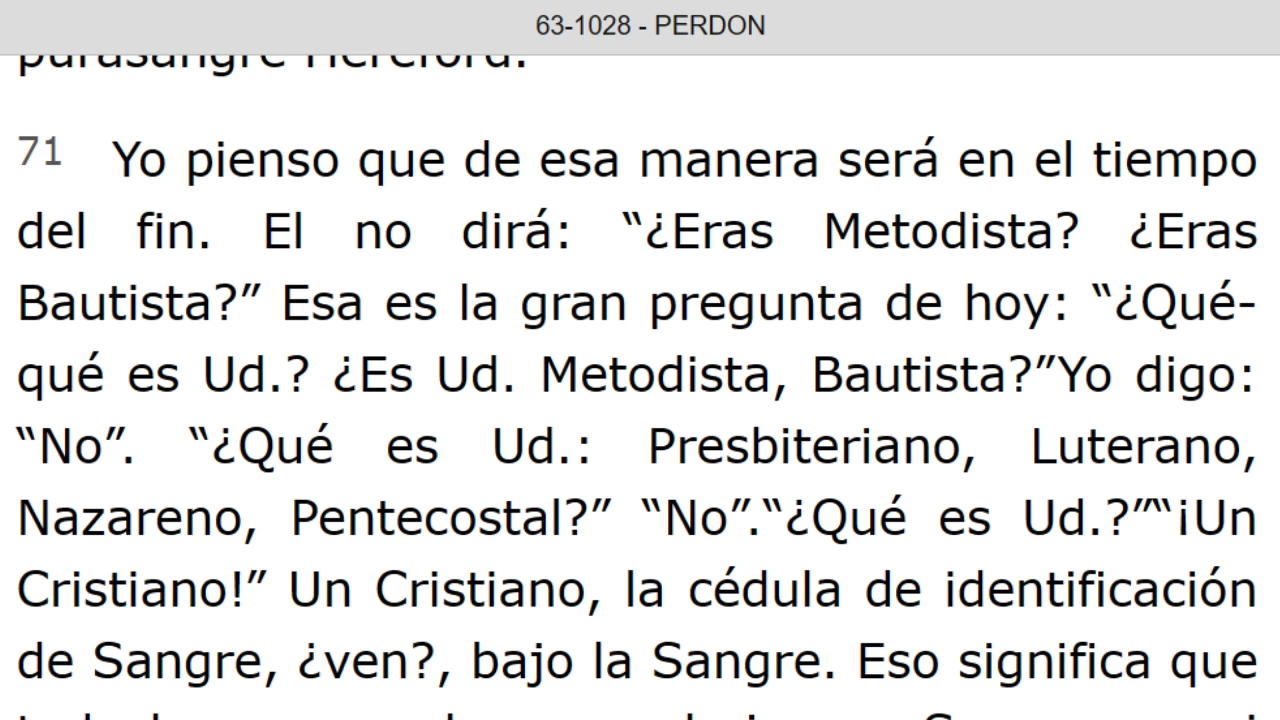 63-1028 - PERDON
purasangre Hereford.
71 Yo pienso que de esa manera será en el tiempo
del fin. El no dirá: “¿Eras Metodista? ¿Eras
Bautista?” Esa es la gran pregunta de hoy: “¿Qué-
qué es Ud.? ¿Es Ud. Metodista, Bautista?”Yo digo:
“No”. “¿Qué es Ud.: Presbiteriano, Luterano,
Nazareno, Pentecostal?” “No”.“¿Qué es Ud.?”“¡Un
Cristiano!” Un Cristiano, la cédula de identificación
de Sangre, ¿ven?, bajo la Sangre. Eso significa que